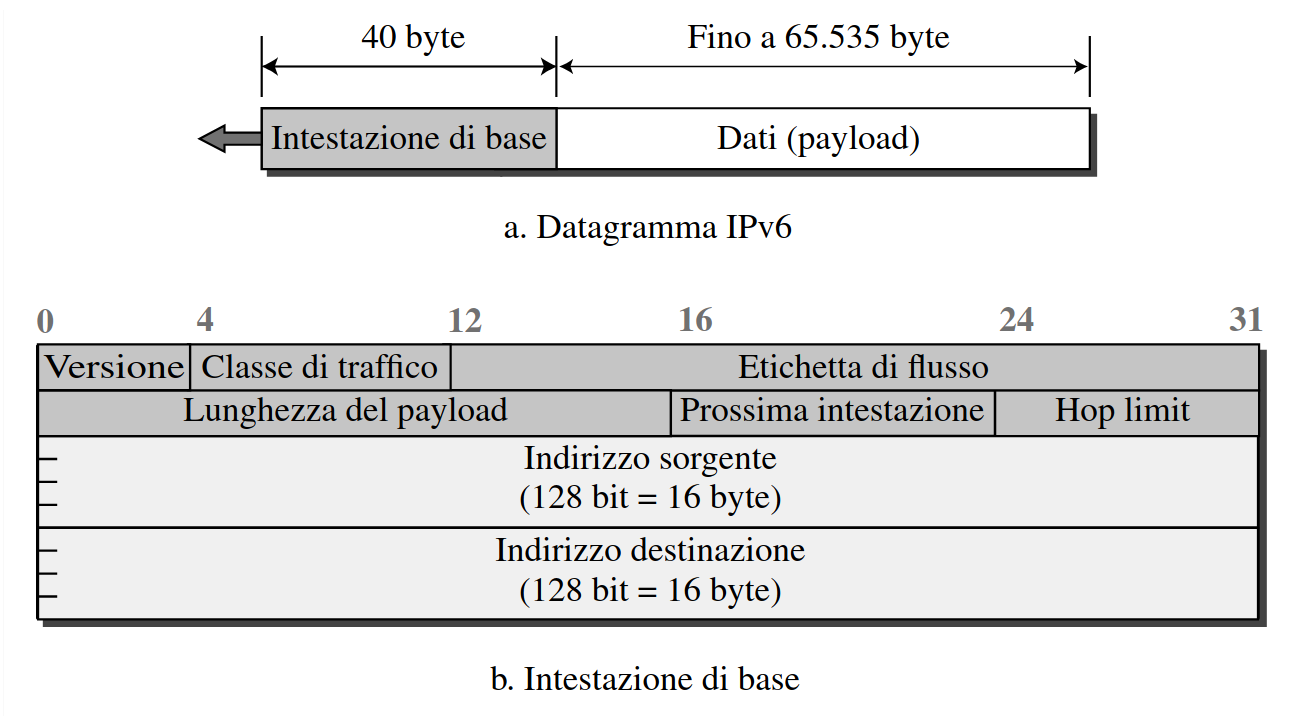 40 byte Fino a 65.535 byte
Intestazione di base Dati (payload)
a. Datagramma IPv6
0 4 12 16 24 31
Versione Classe di traffico Etichetta di flusso
Lunghezza del payload Prossima intestazione Hop limit
Indirizzo sorgente
(128 bit = 16 byte)
Indirizzo destinazione
(128 bit = 16 byte)
b. Intestazione di base